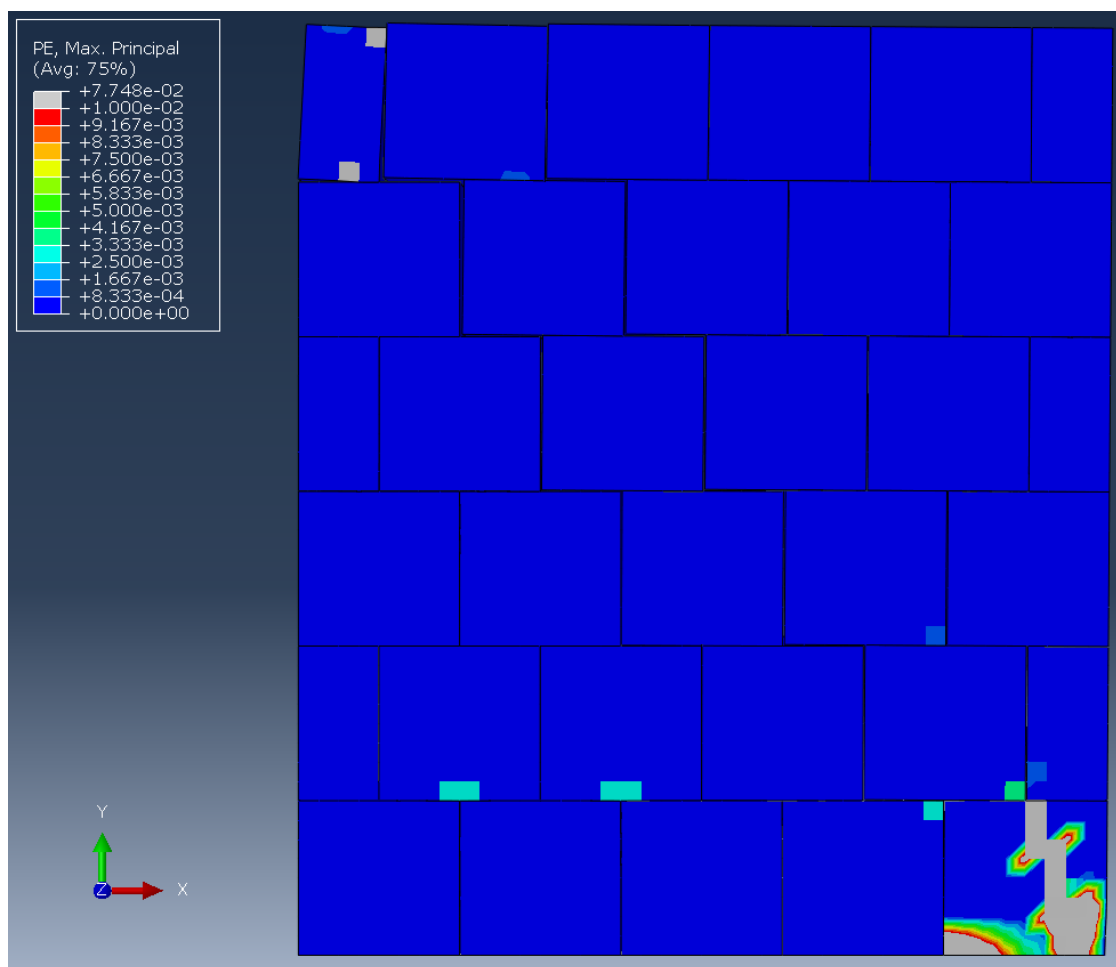 PE, Max. Principal
(Avg: 75%)
+7.748e-02
+1.000e-02
+9.167e-03
+8.333e-03
+7.500e-03
+6.667e-03
+5.833e-03
+5.000e-03
+4.167e-03
+3.333e-03
+2.500e-03
+1.667e-03
+8.333e-04
+0.000e+00
Y
Z
X